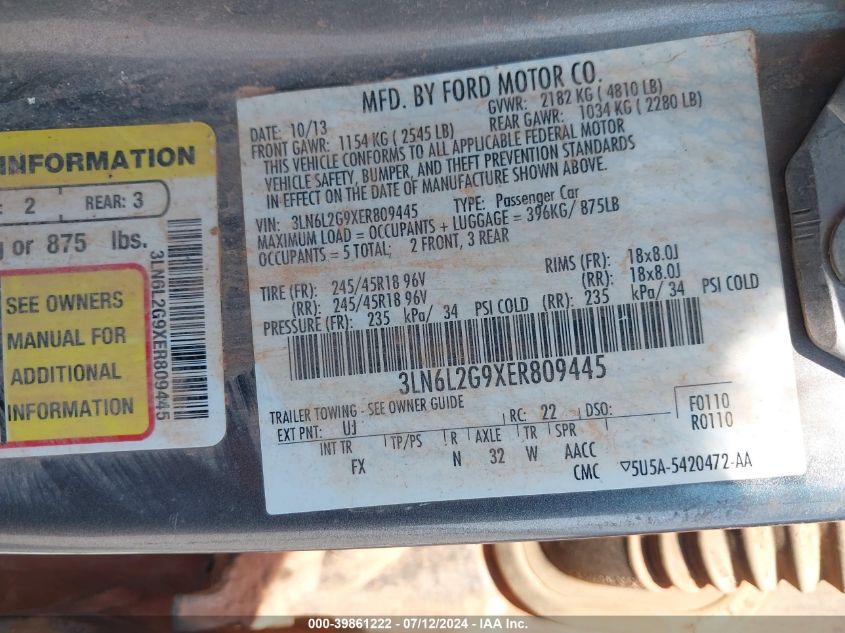 INFORMATION
2 REAR: 3
or 875 lbs.
SEE OWNERS
MANUAL FOR
ADDITIONAL
INFORMATION
3LN6L2G9XER809445
MFD. BY FORD MOTOR CO.
DATE: 10/13 GVWR: 2182 KG ( 4810 LB)
FRONT GAWR: 1154 KG ( 2545 LB) REAR GAWR: 1034 KG ( 2280 LB)
THIS VEHICLE CONFORMS TO ALL APPLICABLE FEDERAL MOTOR
VEHICLE SAFETY, BUMPER, AND THEFT PREVENTION STANDARDS
IN EFFECT ON THE DATE OF MANUFACTURE SHOWN ABOVE.
VIN: 3LN6L2G9XER809445 TYPE: Passenger Car
MAXIMUM LOAD = OCCUPANTS + LUGGAGE = 396KG/ 875LB
OCCUPANTS = 5 TOTAL; 2 FRONT, 3 REAR
TIRE (FR): 245/45R18 96V RIMS (FR): 18x8.0J
(RR): 245/45R18 96V (RR): 18x8.0J
PRESSURE (FR): 235 kPa/ 34 PSI COLD (RR): 235 kPa/ 34 PSI COLD
3LN6L2G9XER809445
TRAILER TOWING - SEE OWNER GUIDE
EXT PNT: UJ RC: 22 DSO: F0110
R0110
INT TR TP/PS R AXLE TR SPR
FX N 32 W AACC
CMC ▽5U5A-5420472-AA
000-39861222 - 07/12/2024 - IAA Inc.